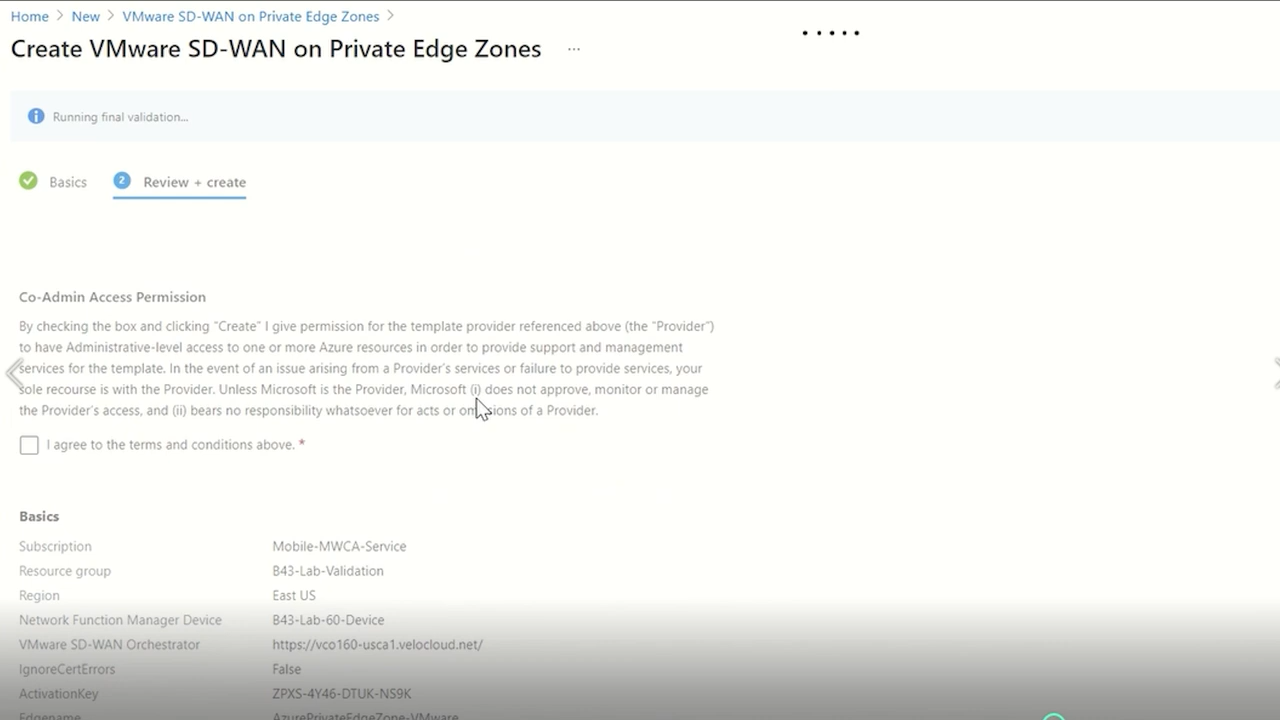 Home > New > VMware SD-WAN on Private Edge Zones >
Create VMware SD-WAN on Private Edge Zones ...
Running final validation...
Basics
2 Review + create
Co-Admin Access Permission
By checking the box and clicking “Create” I give permission for the template provider referenced above (the “Provider”)
to have Administrative-level access to one or more Azure resources in order to provide support and management
services for the template. In the event of an issue arising from a Provider’s services or failure to provide services, your
sole recourse is with the Provider. Unless Microsoft is the Provider, Microsoft (i) does not approve, monitor or manage
the Provider’s access, and (ii) bears no responsibility whatsoever for acts or omissions of a Provider.
I agree to the terms and conditions above. *
Basics
Subscription Mobile-MWCA-Service
Resource group B43-Lab-Validation
Region East US
Network Function Manager Device B43-Lab-60-Device
VMware SD-WAN Orchestrator https://vco160-usca1.velocloud.net/
IgnoreCertErrors False
ActivationKey ZPXS-4Y46-DTUK-NS9K
Edgename AzurePrivateEdgeZone-VMware